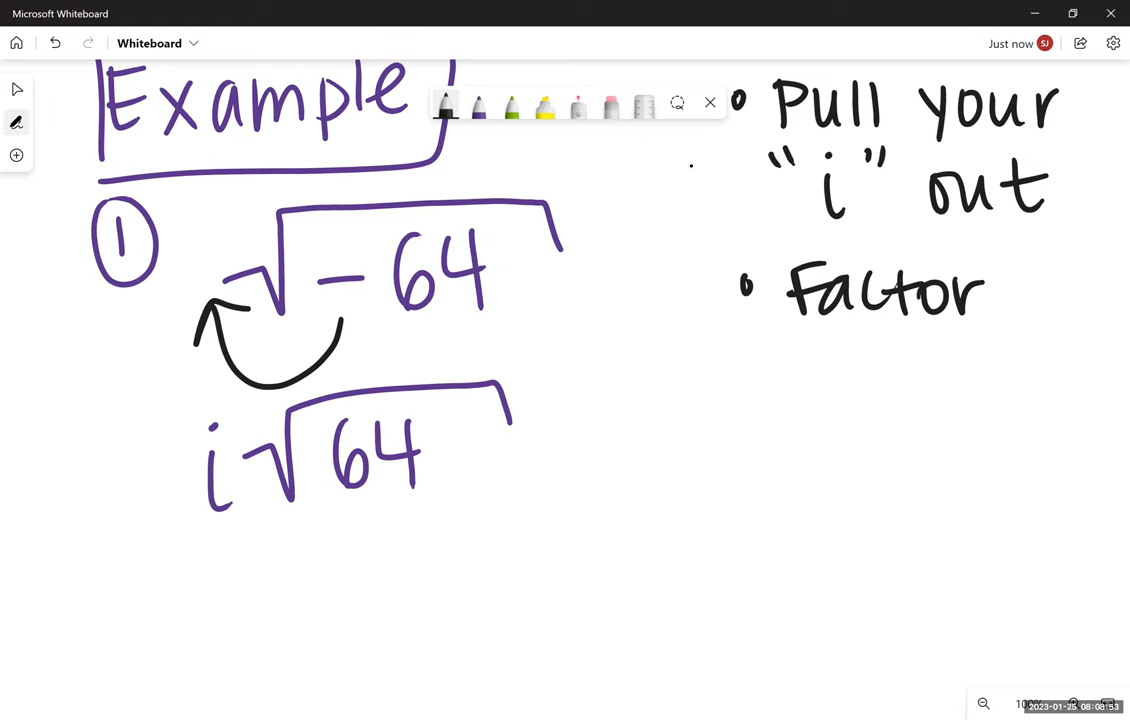 Microsoft Whiteboard
Whiteboard
Just now SJ
Example
① √-64
i√64
• Pull your
"i" out
• Factor
2023-01-25 08:08:53